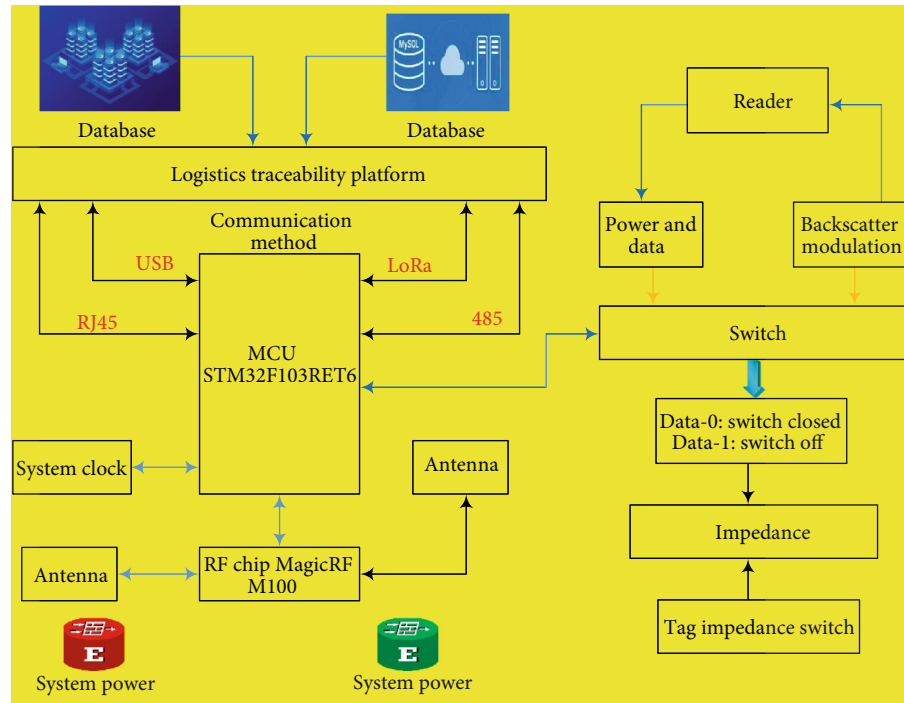 MySQL
Database
Database
Reader
Logistics traceability platform
Communication
method
Power and
data
Backscatter
modulation
USB
LoRa
RJ45
485
Switch
MCU
STM32F103RET6
Data-0: switch closed
Data-1: switch off
System clock
Antenna
Impedance
Antenna
RF chip MagicRF
M100
Tag impedance switch
E
E
System power
System power